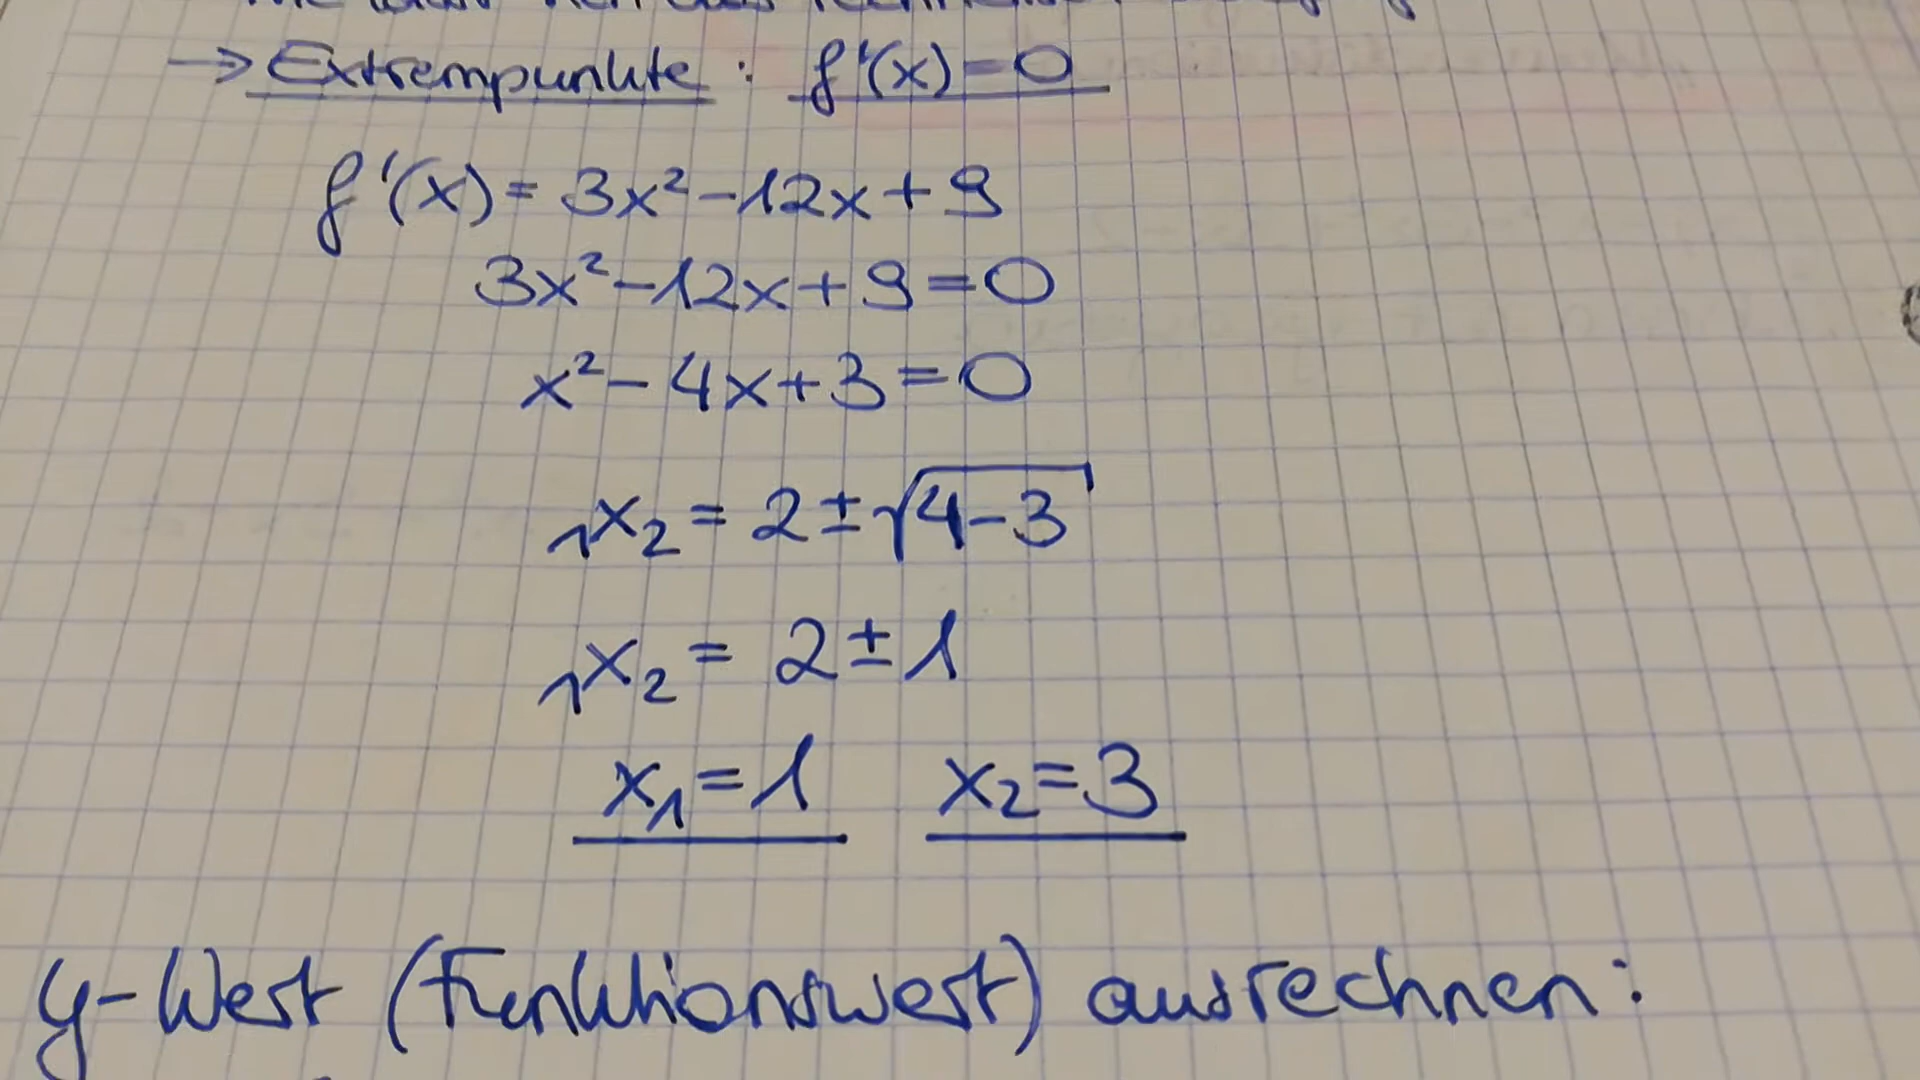 → Extrempunkte : f'(x)=0
f'(x) = 3x² - 12x + 9
3x² - 12x + 9 = 0
x² - 4x + 3 = 0
₁x₂ = 2 ± √4-3
₁x₂ = 2 ± 1
x₁ = 1 x₂ = 3
y-Wert (Funktionswert) ausrechnen: